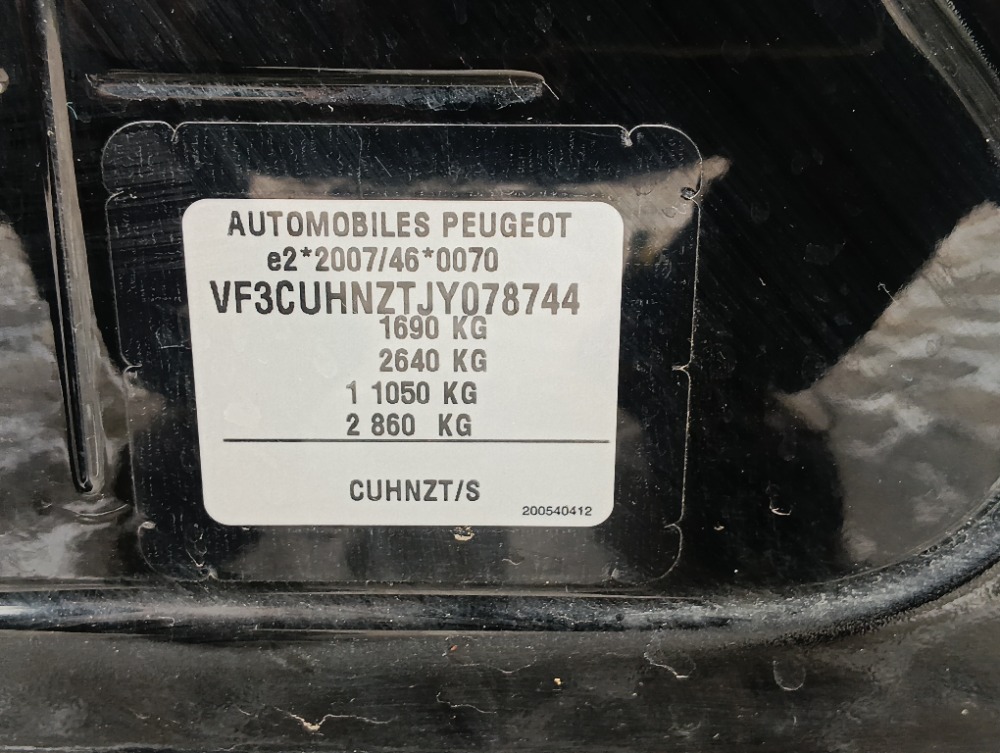 AUTOMOBILES PEUGEOT
e2*2007/46*0070
VF3CUHNZTJY078744
1690 KG
2640 KG
1 1050 KG
2 860 KG
CUHNZT/S
200540412